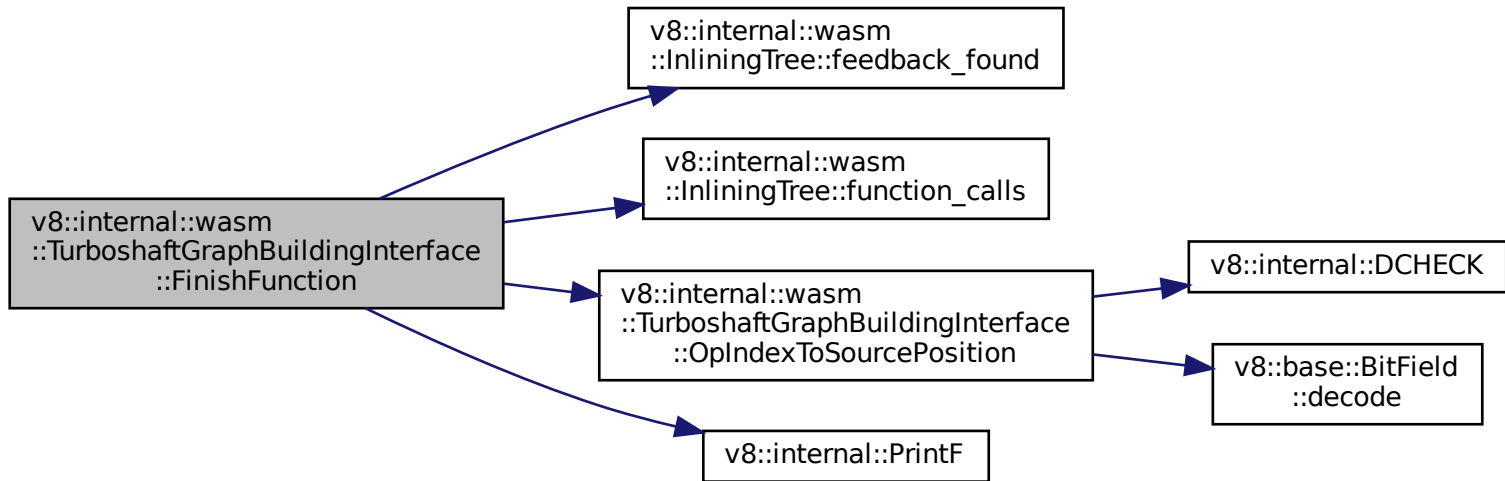 v8::internal::wasm
::InliningTree::feedback_found
v8::internal::wasm
::InliningTree::function_calls
v8::internal::wasm
::TurboshaftGraphBuildingInterface
::FinishFunction
v8::internal::wasm
::TurboshaftGraphBuildingInterface
::OpIndexToSourcePosition
v8::internal::DCHECK
v8::base::BitField
::decode
v8::internal::PrintF